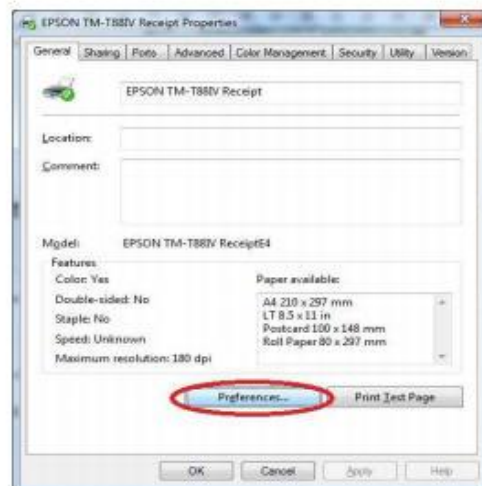 EPSON TM-T88IV Receipt Properties
General Sharing Ports Advanced Color Management Security Utility Version
EPSON TM-T88IV Receipt
Location:
Comment:
Model: EPSON TM-T88IV ReceiptE4
Features
Color: Yes
Paper available:
Double-sided: No
A4 210 x 297 mm
Staple: No
LT 8.5 x 11 in
Postcard 100 x 148 mm
Speed: Unknown
Roll Paper 80 x 297 mm
Maximum resolution: 180 dpi
Preferences... Print Test Page
OK Cancel Apply Help